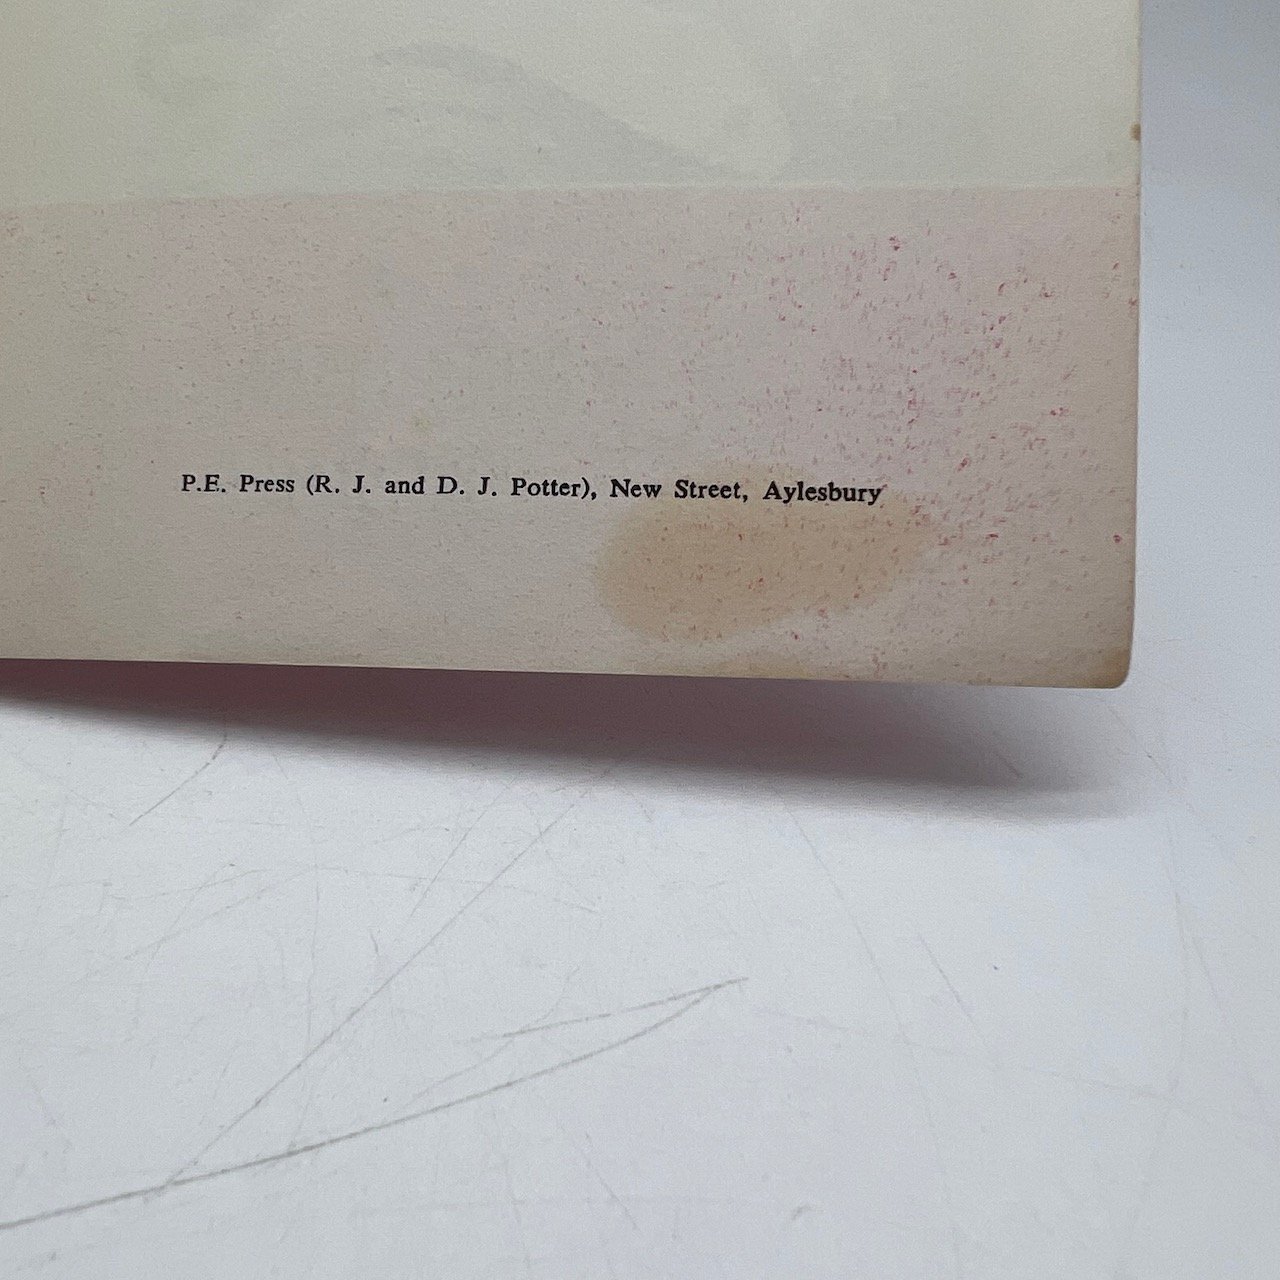 P.E. Press (R. J. and D. J. Potter), New Street, Aylesbury